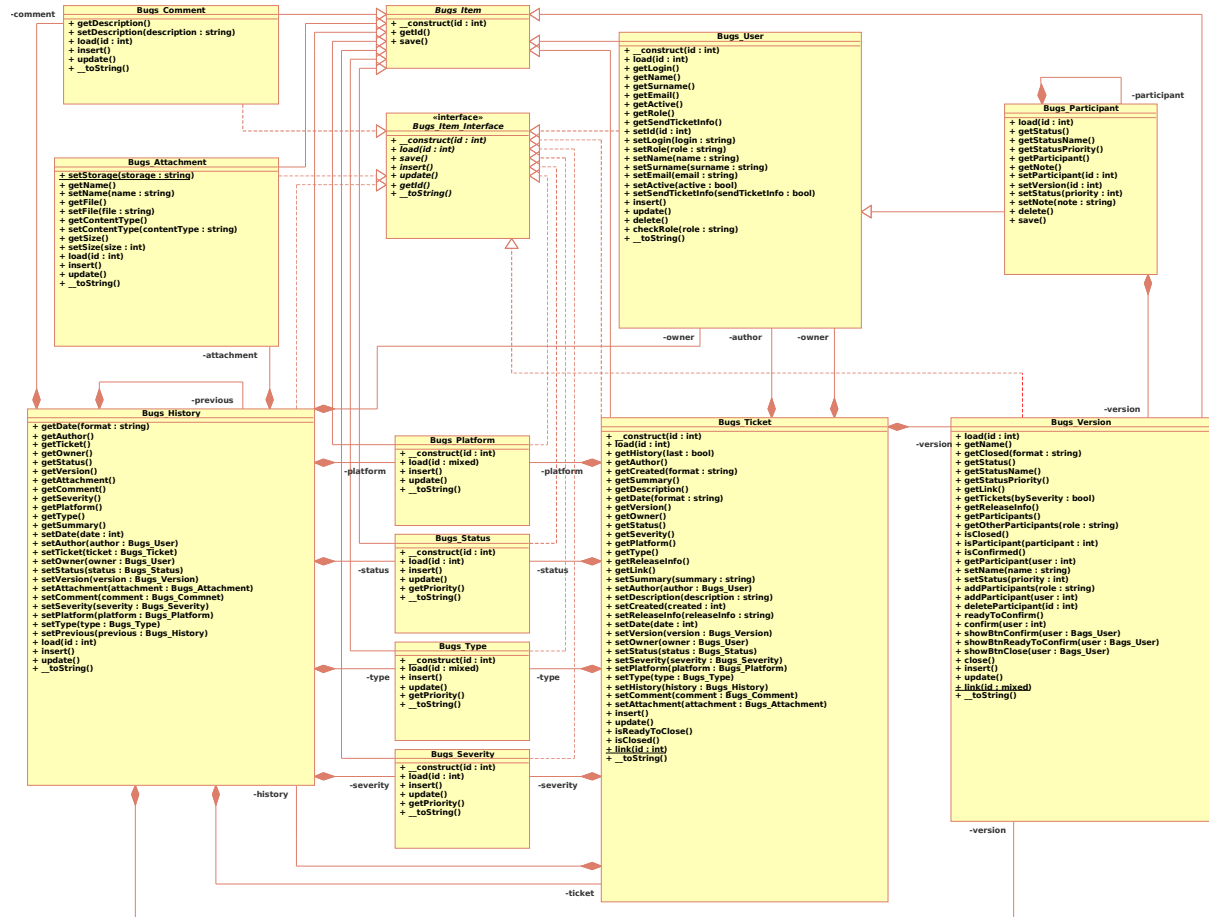 -comment
Bugs_Comment
+ getDescription()
+ setDescription(description : string)
+ load(id : int)
+ insert()
+ update()
+ __toString()
Bugs_Item
+ __construct(id : int)
+ getId()
+ save()
«interface»
Bugs_Item_Interface
+ __construct(id : int)
+ load(id : int)
+ save()
+ insert()
+ update()
+ getId()
+ __toString()
Bugs_User
+ __construct(id : int)
+ load(id : int)
+ getLogin()
+ getName()
+ getSurname()
+ getEmail()
+ getActive()
+ getRole()
+ getSendTicketInfo()
+ setId(id : int)
+ setLogin(login : string)
+ setRole(role : string)
+ setName(name : string)
+ setSurname(surname : string)
+ setEmail(email : string)
+ setActive(active : bool)
+ setSendTicketInfo(sendTicketInfo : bool)
+ insert()
+ update()
+ delete()
+ checkRole(role : string)
+ __toString()
-participant
Bugs_Participant
+ load(id : int)
+ getStatus()
+ getStatusName()
+ getStatusPriority()
+ getParticipant()
+ getNote()
+ setParticipant(id : int)
+ setVersion(id : int)
+ setStatus(priority : int)
+ setNote(note : string)
+ delete()
+ save()
Bugs_Attachment
+ setStorage(storage : string)
+ getName()
+ setName(name : string)
+ getFile()
+ setFile(file : string)
+ getContentType()
+ setContentType(contentType : string)
+ getSize()
+ setSize(size : int)
+ load(id : int)
+ insert()
+ update()
+ __toString()
-owner
-author
-owner
-attachment
-previous
-version
Bugs_History
+ getDate(format : string)
+ getAuthor()
+ getTicket()
+ getOwner()
+ getStatus()
+ getVersion()
+ getAttachment()
+ getComment()
+ getSeverity()
+ getPlatform()
+ getType()
+ getSummary()
+ setDate(date : int)
+ setAuthor(author : Bugs_User)
+ setTicket(ticket : Bugs_Ticket)
+ setOwner(owner : Bugs_User)
+ setStatus(status : Bugs_Status)
+ setVersion(version : Bugs_Version)
+ setAttachment(attachment : Bugs_Attachment)
+ setComment(comment : Bugs_Commnet)
+ setSeverity(severity : Bugs_Severity)
+ setPlatform(platform : Bugs_Platform)
+ setType(type : Bugs_Type)
+ setPrevious(previous : Bugs_History)
+ load(id : int)
+ insert()
+ update()
+ __toString()
Bugs_Platform
+ __construct(id : int)
+ load(id : mixed)
+ insert()
+ update()
+ __toString()
-platform
-platform
Bugs_Status
+ __construct(id : int)
+ load(id : int)
+ insert()
+ update()
+ getPriority()
+ __toString()
-status
-status
Bugs_Type
+ __construct(id : int)
+ load(id : mixed)
+ insert()
+ update()
+ getPriority()
+ __toString()
-type
-type
Bugs_Severity
+ __construct(id : int)
+ load(id : int)
+ insert()
+ update()
+ getPriority()
+ __toString()
-severity
-severity
Bugs_Ticket
+ __construct(id : int)
+ load(id : int)
+ getHistory(last : bool)
+ getAuthor()
+ getCreated(format : string)
+ getSummary()
+ getDescription()
+ getDate(format : string)
+ getVersion()
+ getOwner()
+ getStatus()
+ getSeverity()
+ getPlatform()
+ getType()
+ getReleaseInfo()
+ getLink()
+ setSummary(summary : string)
+ setAuthor(author : Bugs_User)
+ setDescription(description : string)
+ setCreated(created : int)
+ setReleaseInfo(releaseInfo : string)
+ setDate(date : int)
+ setVersion(version : Bugs_Version)
+ setOwner(owner : Bugs_User)
+ setStatus(status : Bugs_Status)
+ setSeverity(severity : Bugs_Severity)
+ setPlatform(platform : Bugs_Platform)
+ setType(type : Bugs_Type)
+ setHistory(history : Bugs_History)
+ setComment(comment : Bugs_Comment)
+ setAttachment(attachment : Bugs_Attachment)
+ insert()
+ update()
+ isReadyToClose()
+ isClosed()
+ link(id : int)
+ __toString()
-version
Bugs_Version
+ load(id : int)
+ getName()
+ getClosed(format : string)
+ getStatus()
+ getStatusName()
+ getStatusPriority()
+ getLink()
+ getTickets(bySeverity : bool)
+ getReleaseInfo()
+ getParticipants()
+ getOtherParticipants(role : string)
+ isClosed()
+ isParticipant(participant : int)
+ isConfirmed()
+ getParticipant(user : int)
+ setName(name : string)
+ setStatus(priority : int)
+ addParticipants(role : string)
+ addParticipant(user : int)
+ deleteParticipant(id : int)
+ readyToConfirm()
+ confirm(user : int)
+ showBtnConfirm(user : Bags_User)
+ showBtnReadyToConfirm(user : Bags_User)
+ showBtnClose(user : Bags_User)
+ close()
+ insert()
+ update()
+ link(id : mixed)
+ __toString()
-history
-ticket
-version